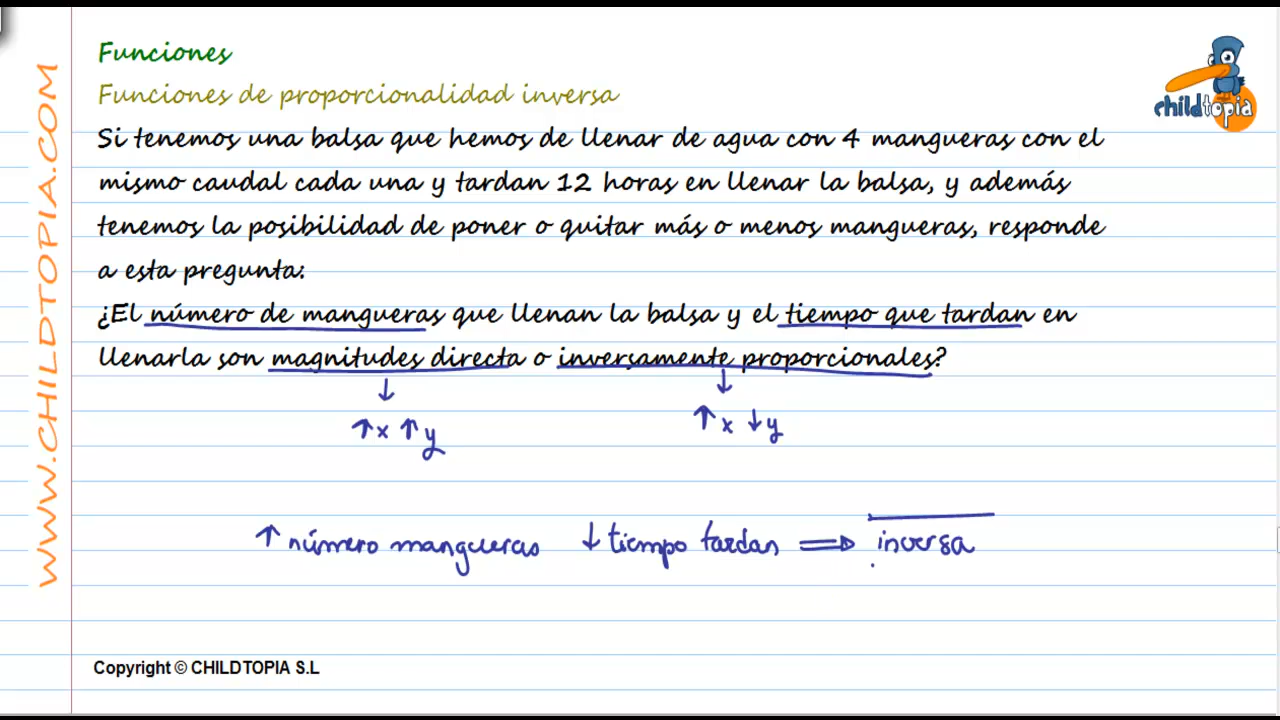 Funciones
Funciones de proporcionalidad inversa
Si tenemos una balsa que hemos de llenar de agua con 4 mangueras con el
mismo caudal cada una y tardan 12 horas en llenar la balsa, y además
tenemos la posibilidad de poner o quitar más o menos mangueras, responde
a esta pregunta:
¿El número de mangueras que llenan la balsa y el tiempo que tardan en
llenarla son magnitudes directa o inversamente proporcionales?
↓ ↓
↑x ↑y ↑x ↓y
↑ número mangueras ↓ tiempo tardan ⇒ inversa
Copyright © CHILDTOPIA S.L
WWW.CHILDTOPIA.COM
childtopia